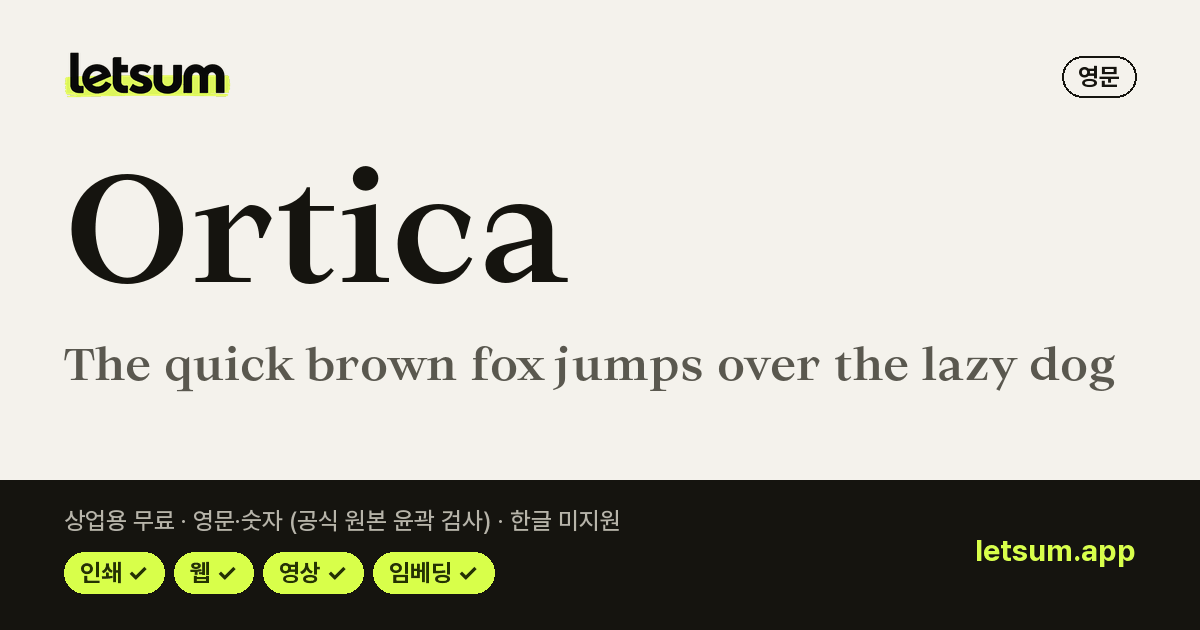 letsum
영문
Ortica
The quick brown fox jumps over the lazy dog
상업용 무료 · 영문·숫자 (공식 원본 윤곽 검사) · 한글 미지원
인쇄 ✓ 웹 ✓ 영상 ✓ 임베딩 ✓
letsum.app